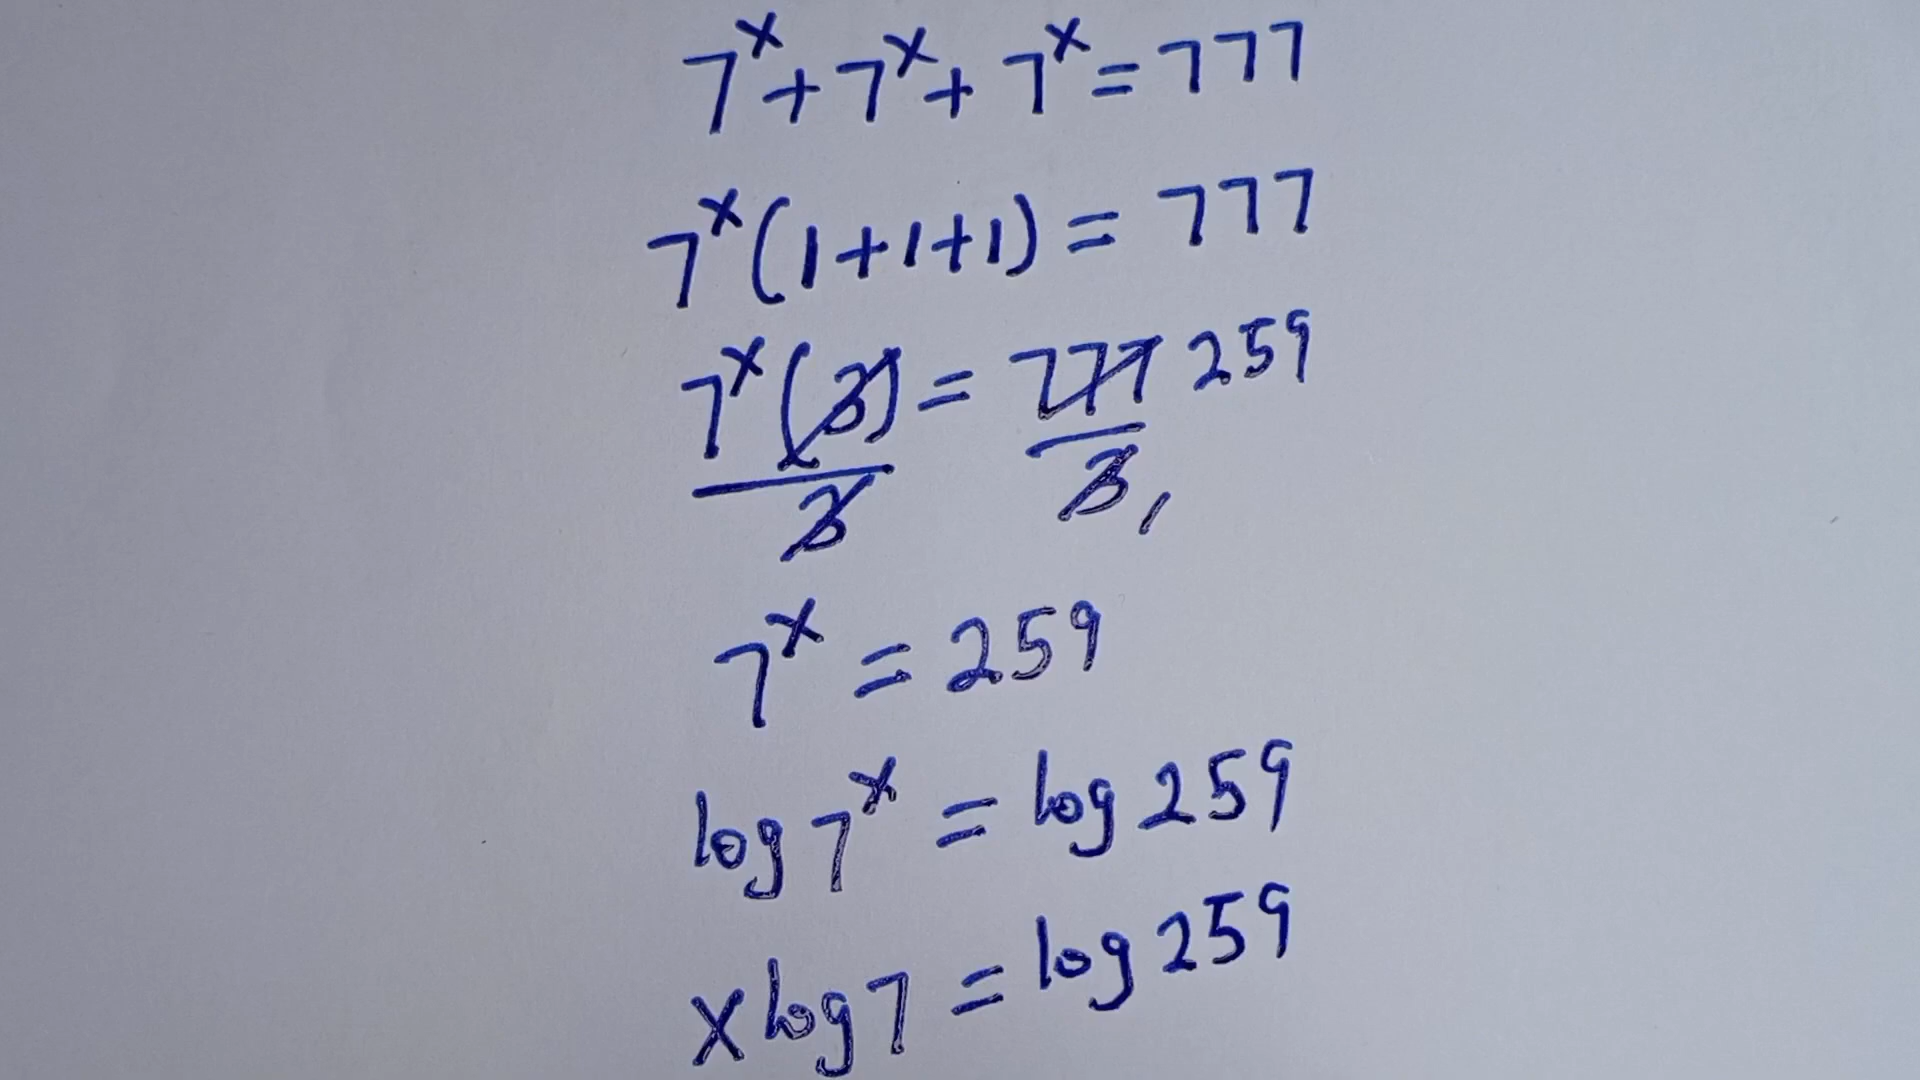 7^x + 7^x + 7^x = 777
7^x (1+1+1) = 777
7^x (3) / 3 = 777 / 3 259 1
7^x = 259
log 7^x = log 259
x log 7 = log 259